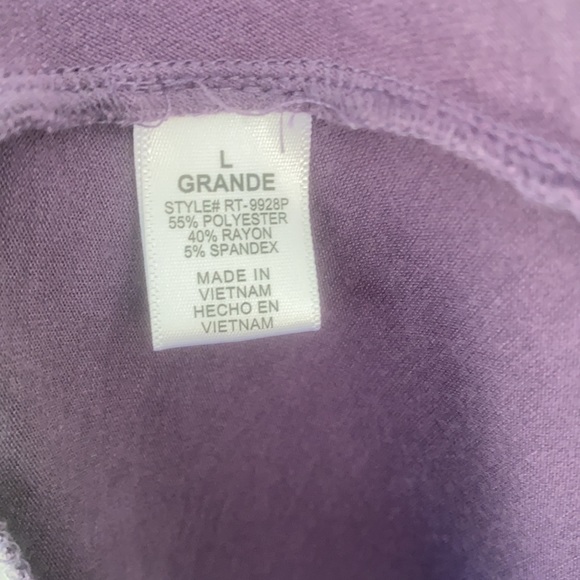 L
GRANDE
STYLE# RT-9928P
55% POLYESTER
40% RAYON
5% SPANDEX
MADE IN
VIETNAM
HECHO EN
VIETNAM